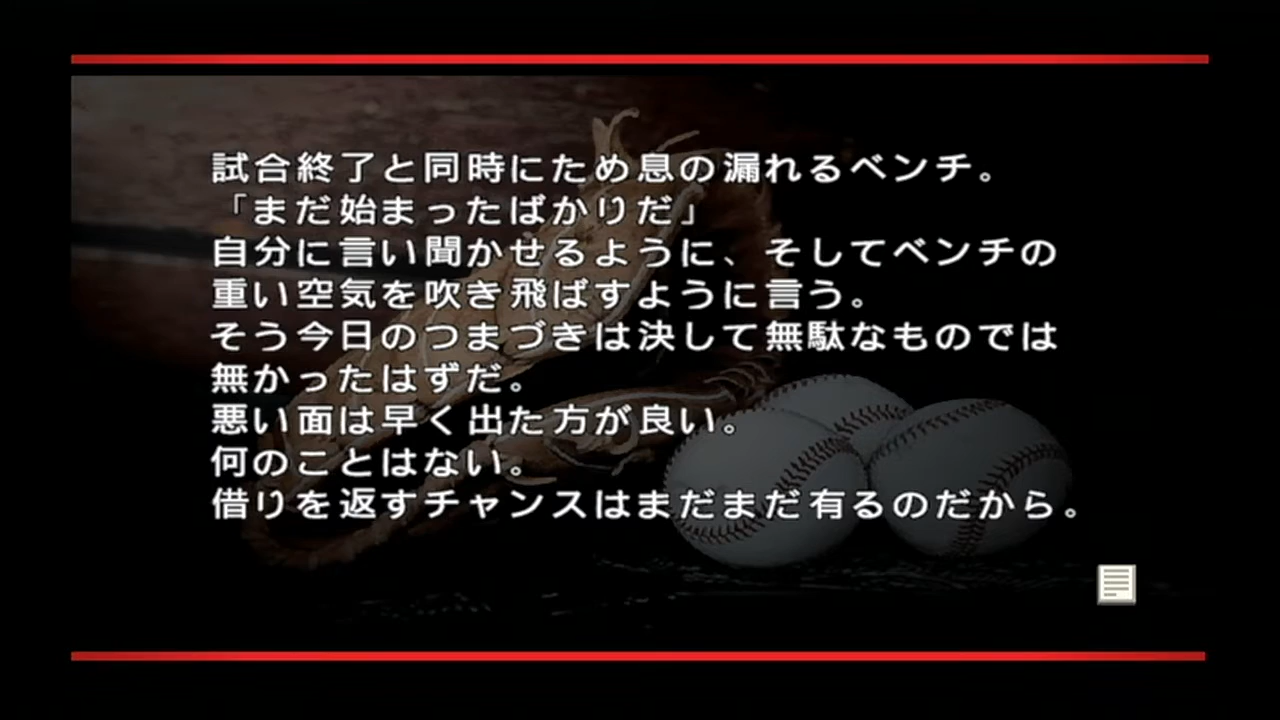 試合終了と同時にため息の漏れるベンチ。
「まだ始まったばかりだ」
自分に言い聞かせるように、そしてベンチの
重い空気を吹き飛ばすように言う。
そう今日のつまづきは決して無駄なものでは
無かったはずだ。
悪い面は早く出た方が良い。
何のことはない。
借りを返すチャンスはまだまだ有るのだから。